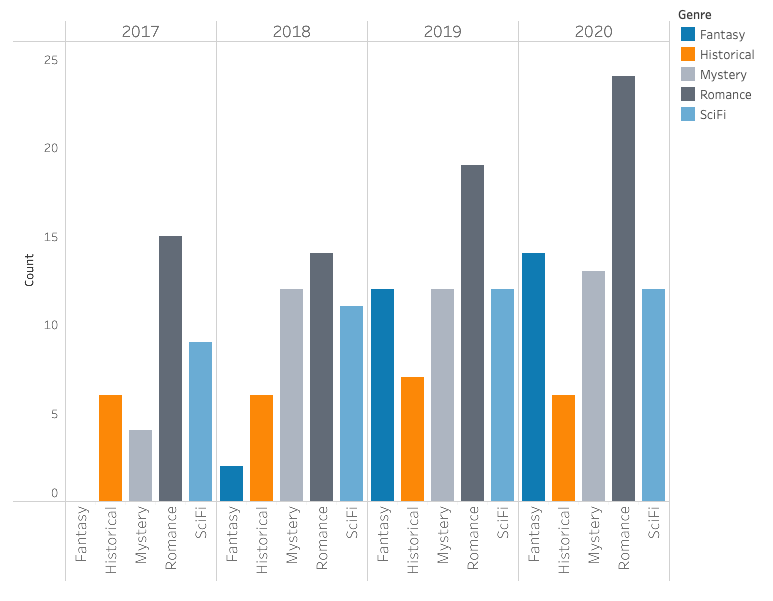 Genre
Fantasy
Historical
Mystery
Romance
SciFi
2017 2018 2019 2020
25
20
15
10
5
0
Count
Fantasy Historical Mystery Romance SciFi Fantasy Historical Mystery Romance SciFi Fantasy Historical Mystery Romance SciFi Fantasy Historical Mystery Romance SciFi